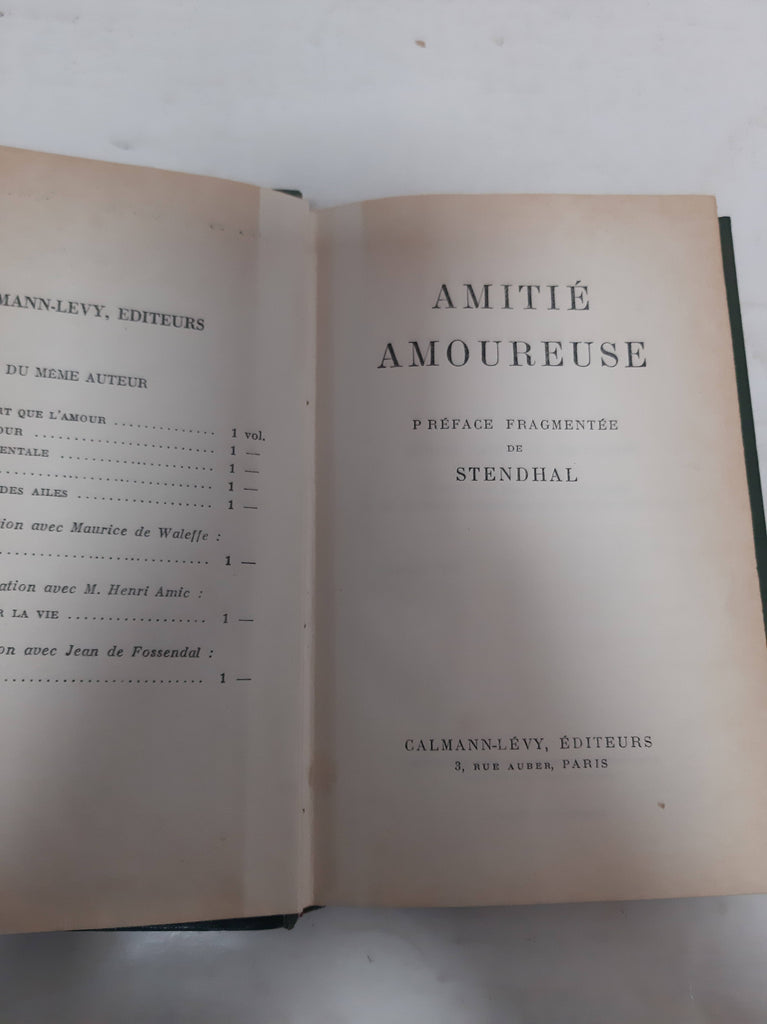 MANN-LEVY, EDITEURS
DU MÊME AUTEUR
RT QUE L'AMOUR .............. 1 vol.
OUR ........................ 1 —
ENTALE .................... 1 —
........................... 1 —
DES AILES ................. 1 —
ion avec Maurice de Waleffe :
........................... 1 —
ation avec M. Henri Amic :
R LA VIE .................. 1 —
on avec Jean de Fossendal :
........................... 1 —
AMITIÉ
AMOUREUSE
PRÉFACE FRAGMENTÉE
DE
STENDHAL
CALMANN-LÉVY, ÉDITEURS
3, RUE AUBER, PARIS